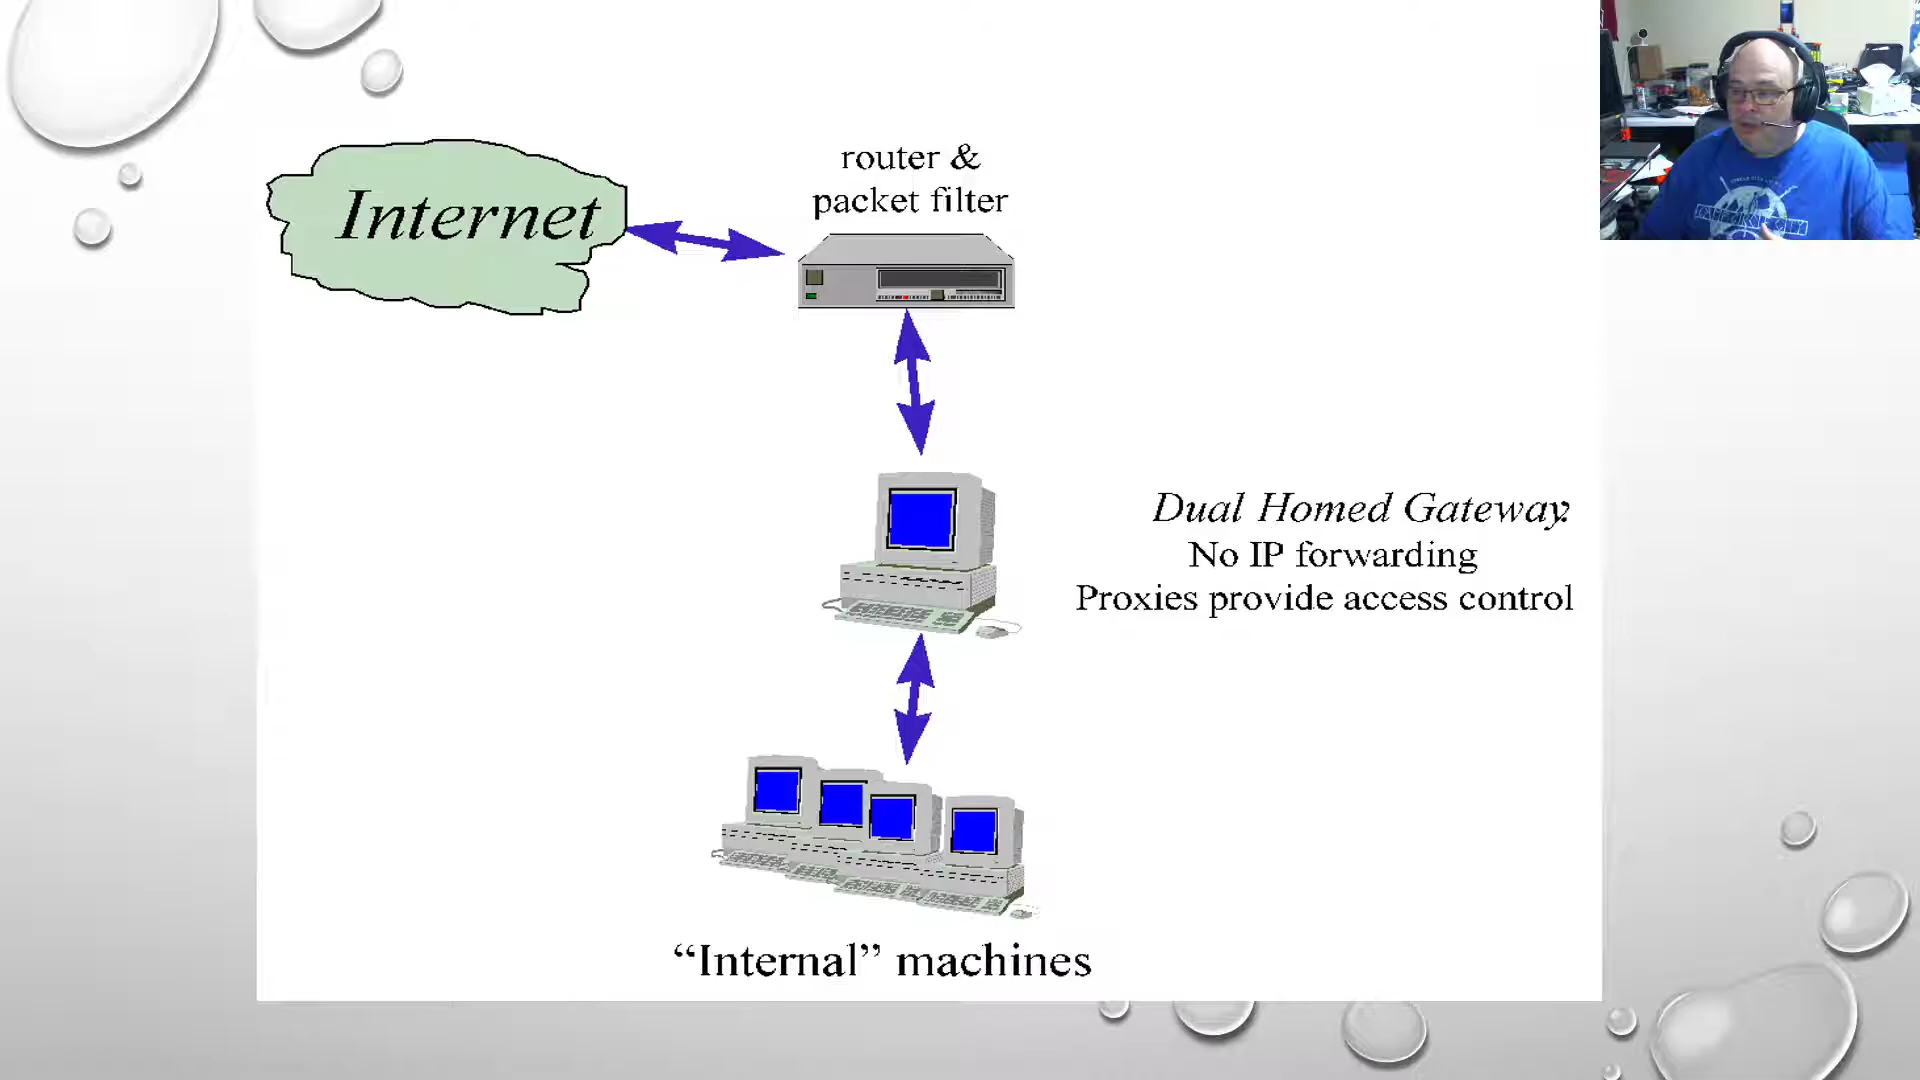 Internet
router &
packet filter
Dual Homed Gateway:
No IP forwarding
Proxies provide access control
“Internal” machines